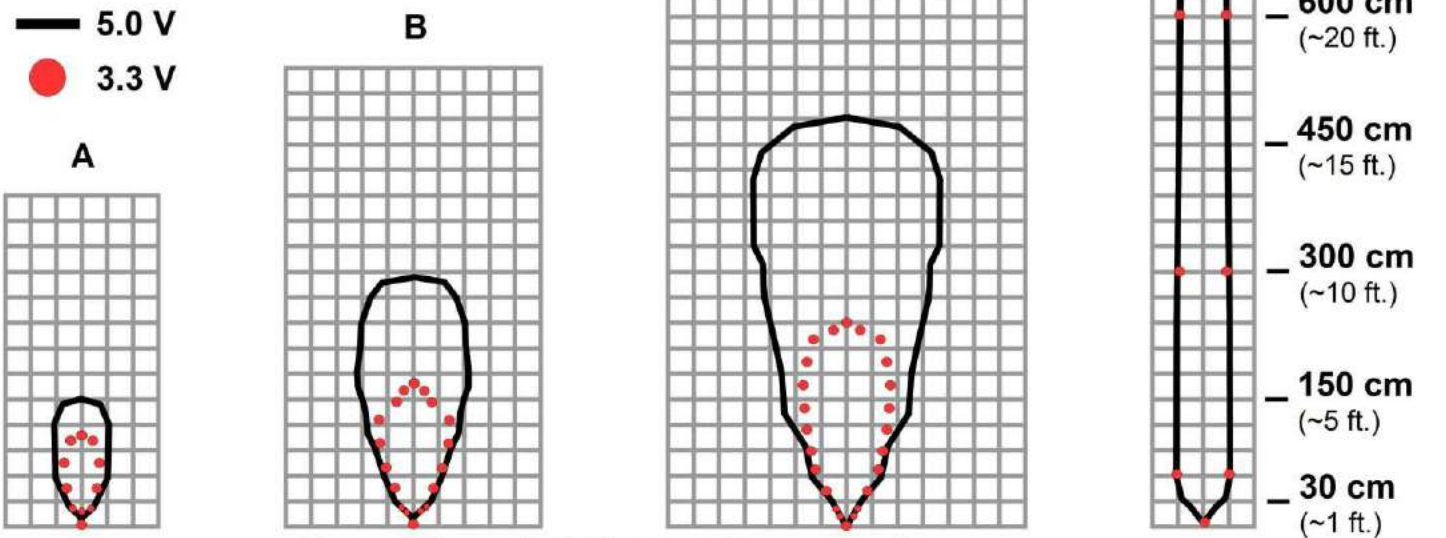 5.0 V
3.3 V
A
B
600 cm
(~20 ft.)
450 cm
(~15 ft.)
300 cm
(~10 ft.)
150 cm
(~5 ft.)
30 cm
(~1 ft.)